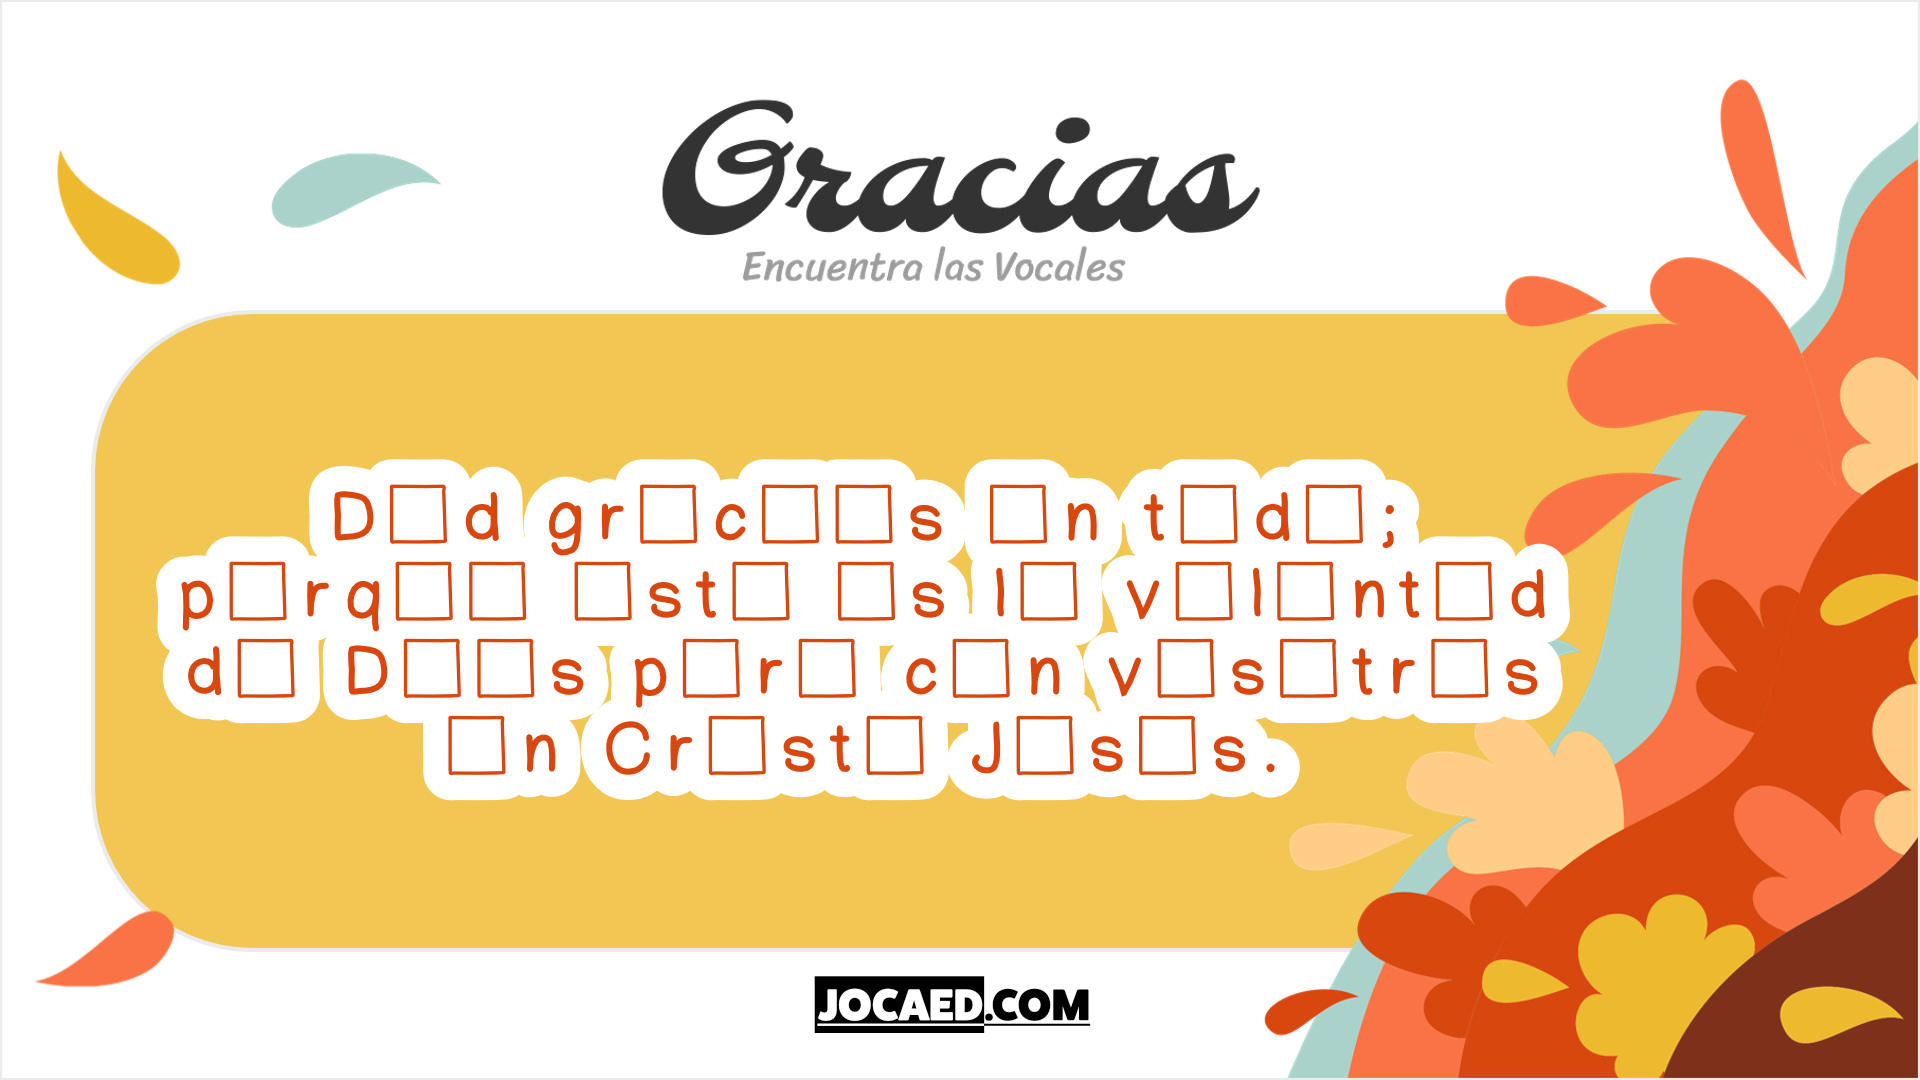 Gracias
Encuentra las Vocales
D□d gr□c□□s □n t□d□;
p□rq□□ □st□ □s l□ v□l□nt□d
d□ D□□s p□r□ c□n v□s□tr□s
□n Cr□st□ J□s□s.
JOCAED.COM